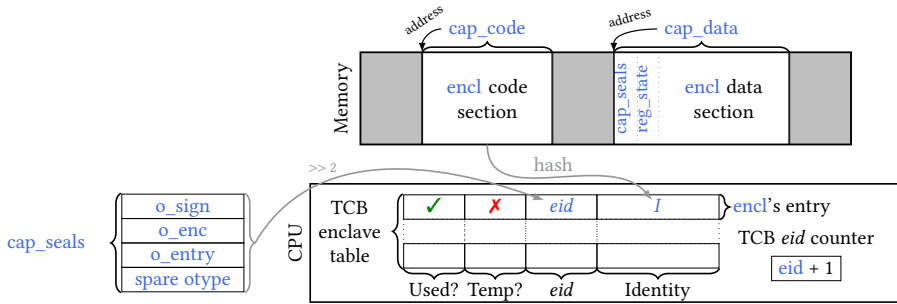 address
cap_code
address
cap_data
Memory
encl code
section
cap_seals
reg_state
encl data
section
>> 2
hash
cap_seals
o_sign
o_enc
o_entry
spare otype
CPU
TCB
enclave
table
✓
✗
eid
I
encl's entry
TCB eid counter
eid + 1
Used?
Temp?
eid
Identity